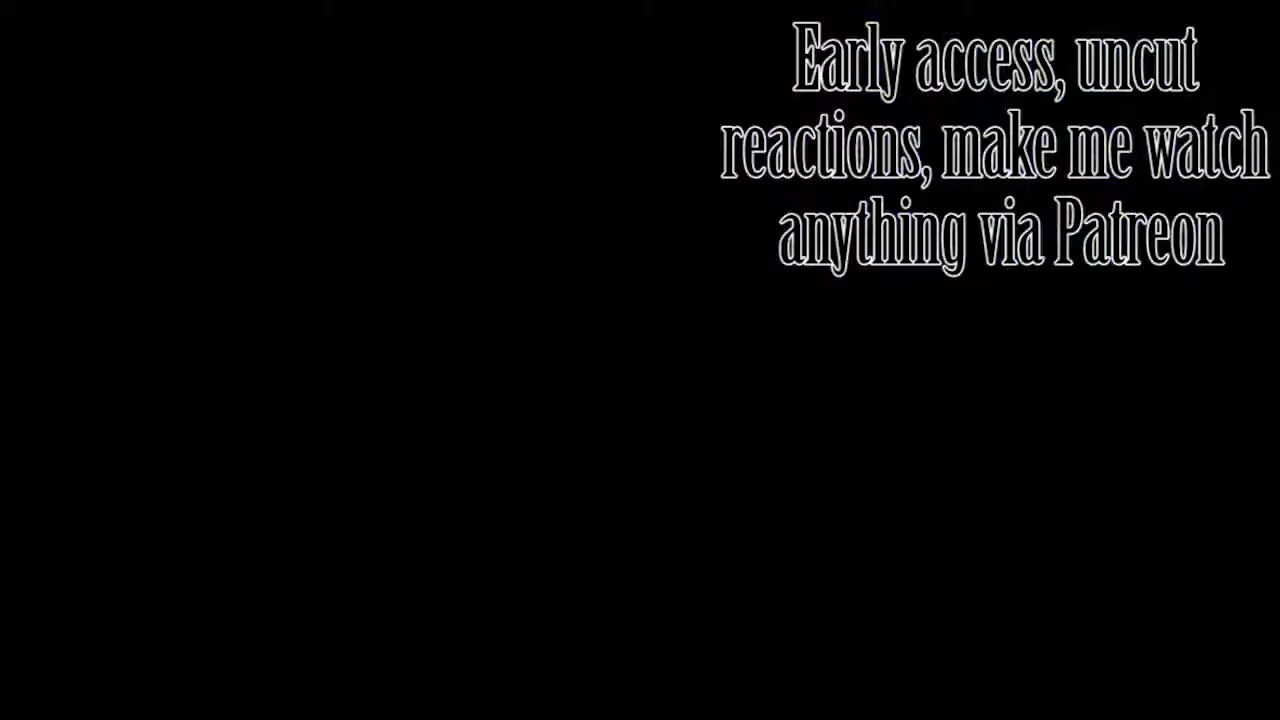 Early access, uncut
reactions, make me watch
anything via Patreon